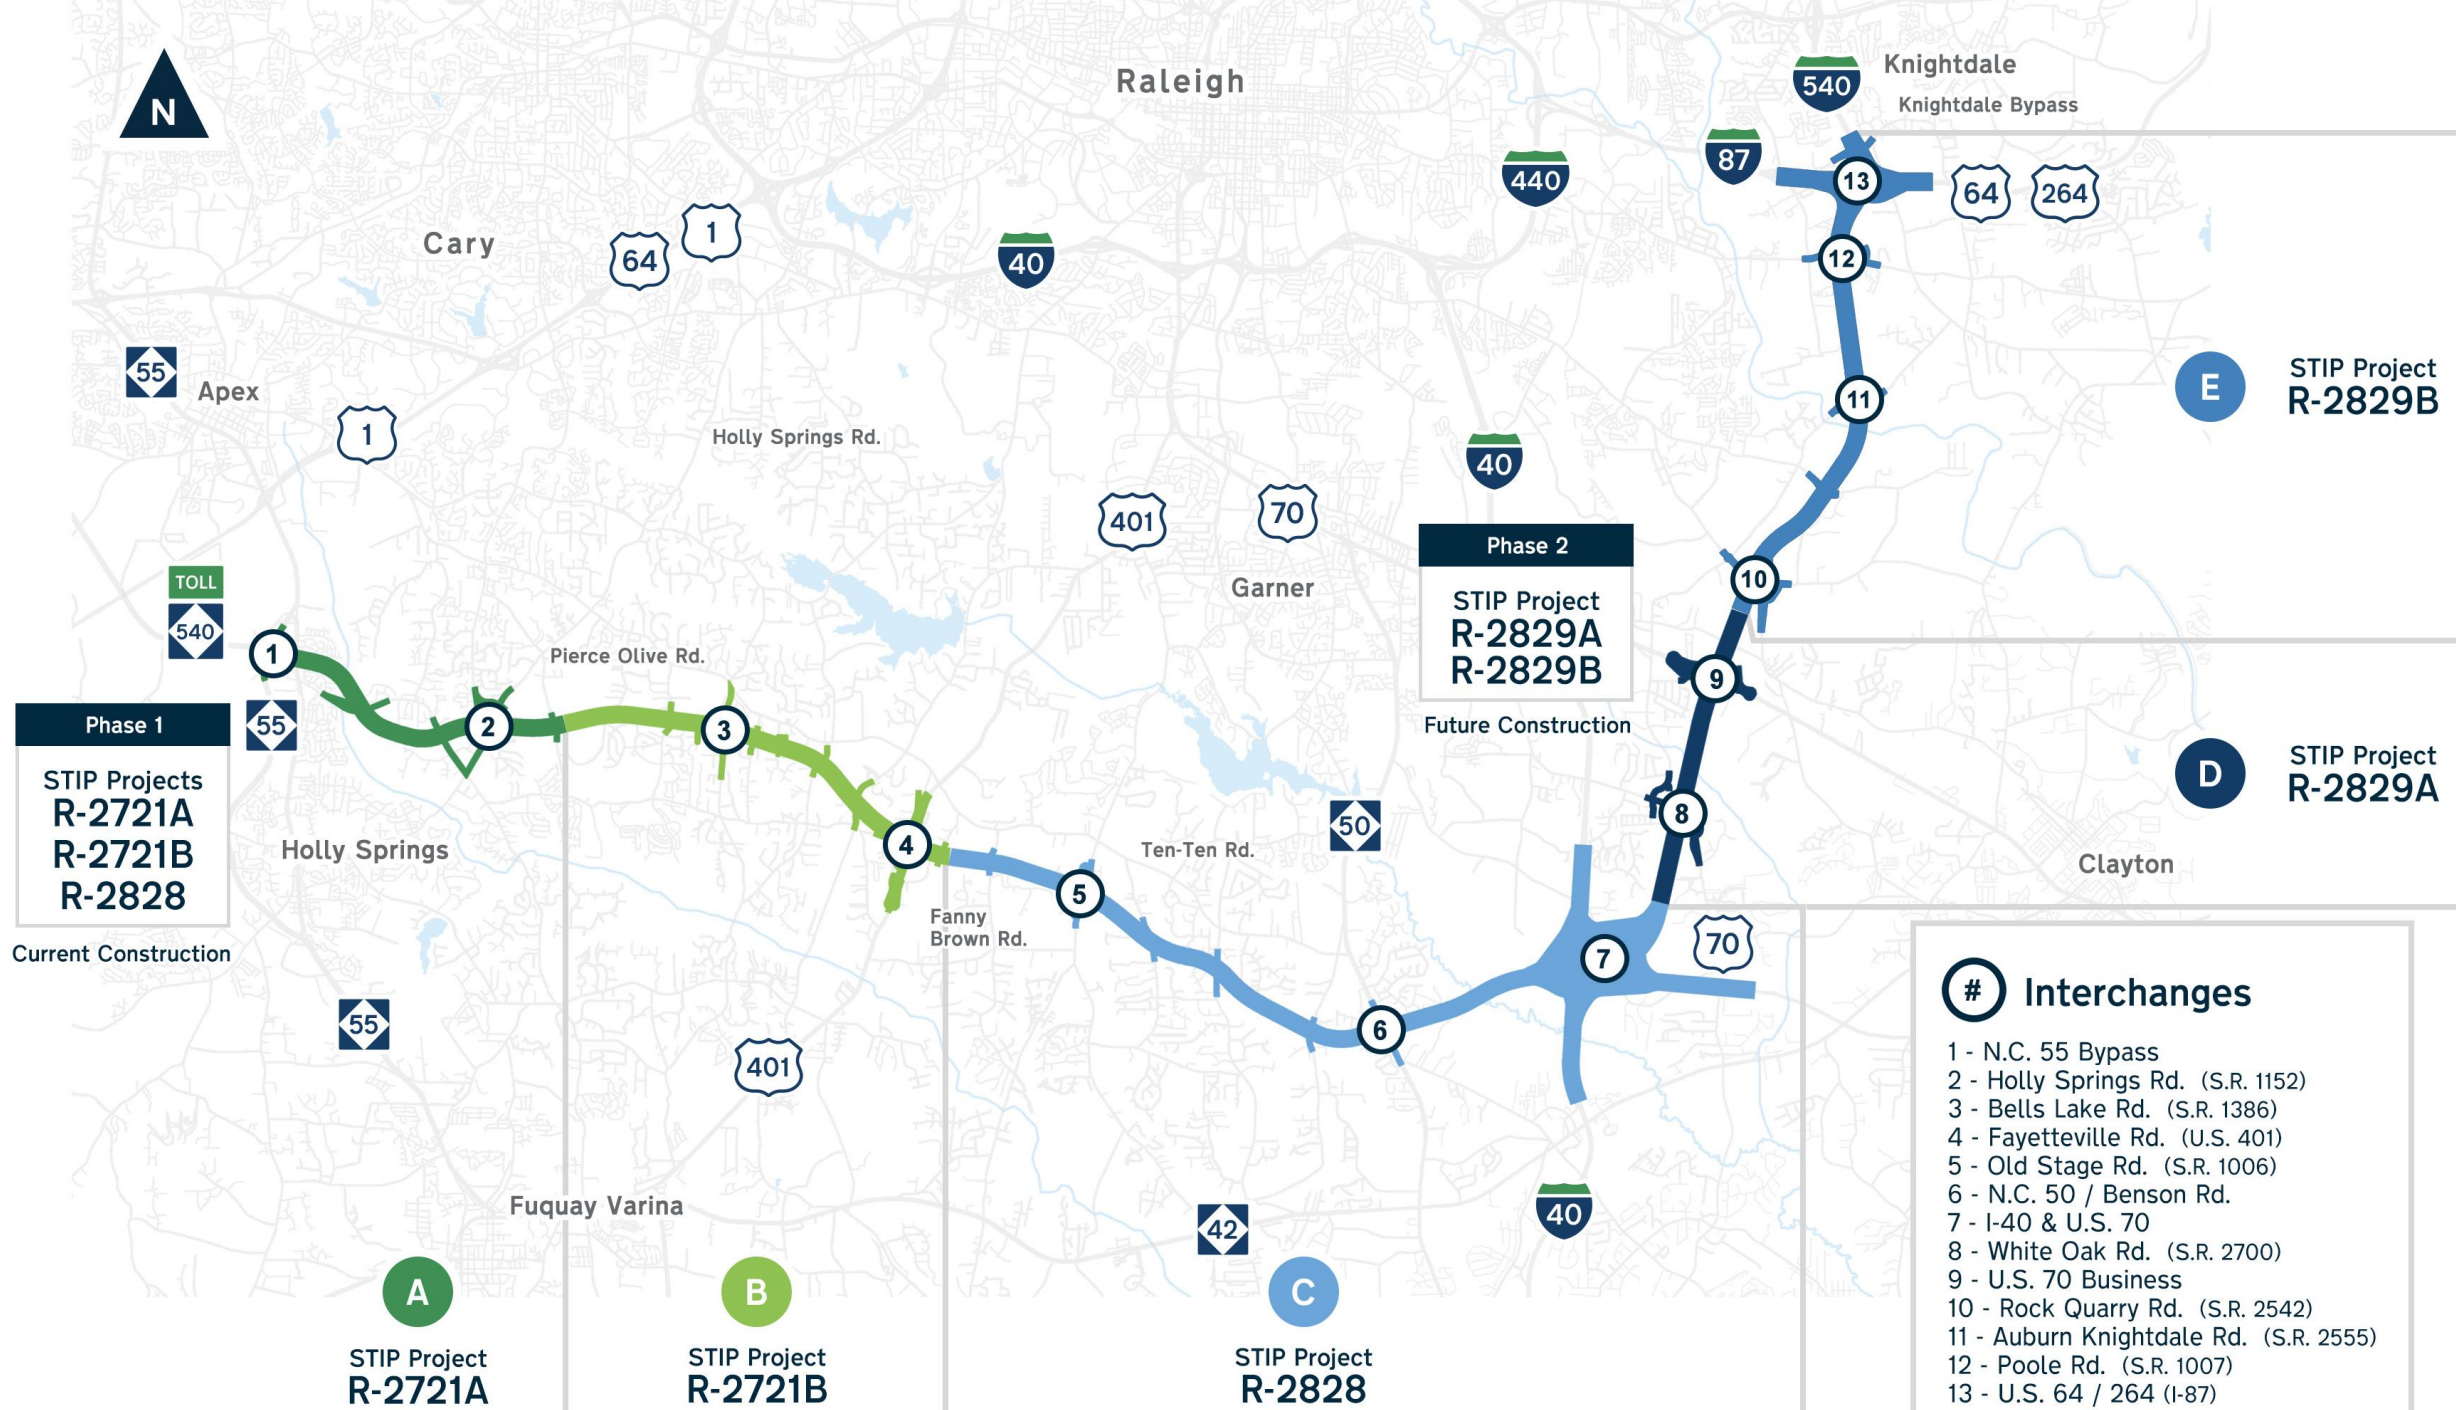 N
Raleigh
540
Knightdale
Knightdale Bypass
87
440
13
64
264
Cary
64
1
40
12
55
Apex
1
Holly Springs Rd.
40
11
E
STIP Project
R-2829B
401
70
Garner
Phase 2
STIP Project
R-2829A
R-2829B
Future Construction
10
TOLL
540
1
Pierce Olive Rd.
9
Phase 1
STIP Projects
R-2721A
R-2721B
R-2828
Current Construction
55
2
3
D
STIP Project
R-2829A
8
50
Holly Springs
4
Ten-Ten Rd.
Clayton
5
Fanny
Brown Rd.
7
70
6
55
401
Fuquay Varina
42
40
# Interchanges
1 - N.C. 55 Bypass
2 - Holly Springs Rd. (S.R. 1152)
3 - Bells Lake Rd. (S.R. 1386)
4 - Fayetteville Rd. (U.S. 401)
5 - Old Stage Rd. (S.R. 1006)
6 - N.C. 50 / Benson Rd.
7 - I-40 & U.S. 70
8 - White Oak Rd. (S.R. 2700)
9 - U.S. 70 Business
10 - Rock Quarry Rd. (S.R. 2542)
11 - Auburn Knightdale Rd. (S.R. 2555)
12 - Poole Rd. (S.R. 1007)
13 - U.S. 64 / 264 (I-87)
A
STIP Project
R-2721A
B
STIP Project
R-2721B
C
STIP Project
R-2828